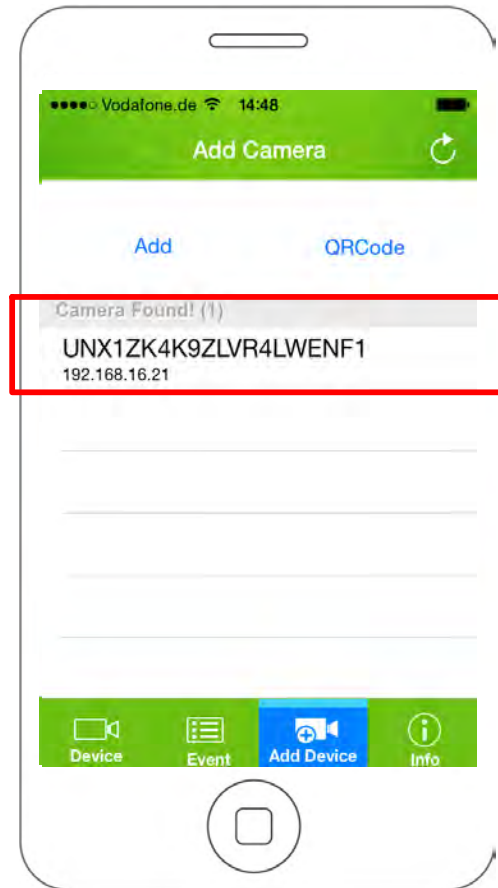 Vodafone.de 14:48
Add Camera
Add QRCode
Camera Found! (1)
UNX1ZK4K9ZLVR4LWENF1
192.168.16.21
Device Event Add Device Info